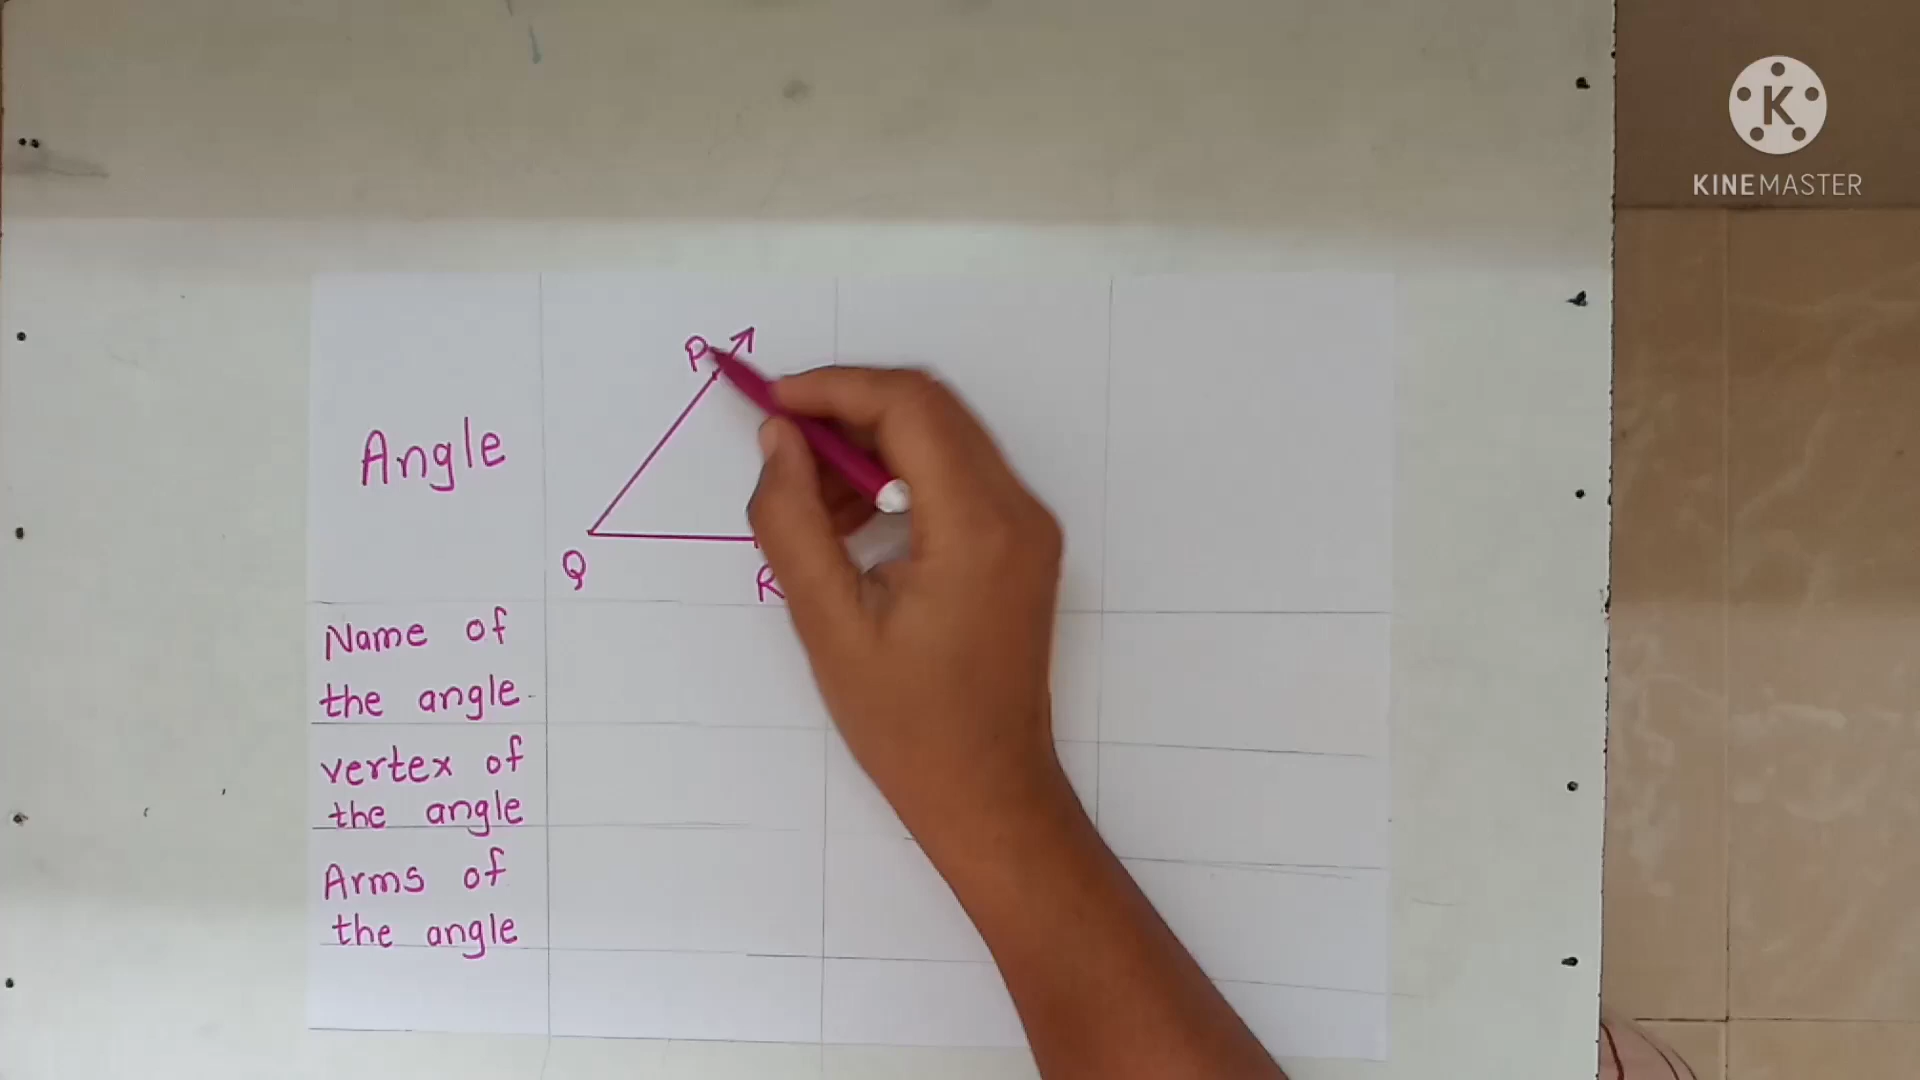 K
KINEMASTER
P
Angle
Q
R
Name of
the angle
vertex of
the angle
Arms of
the angle